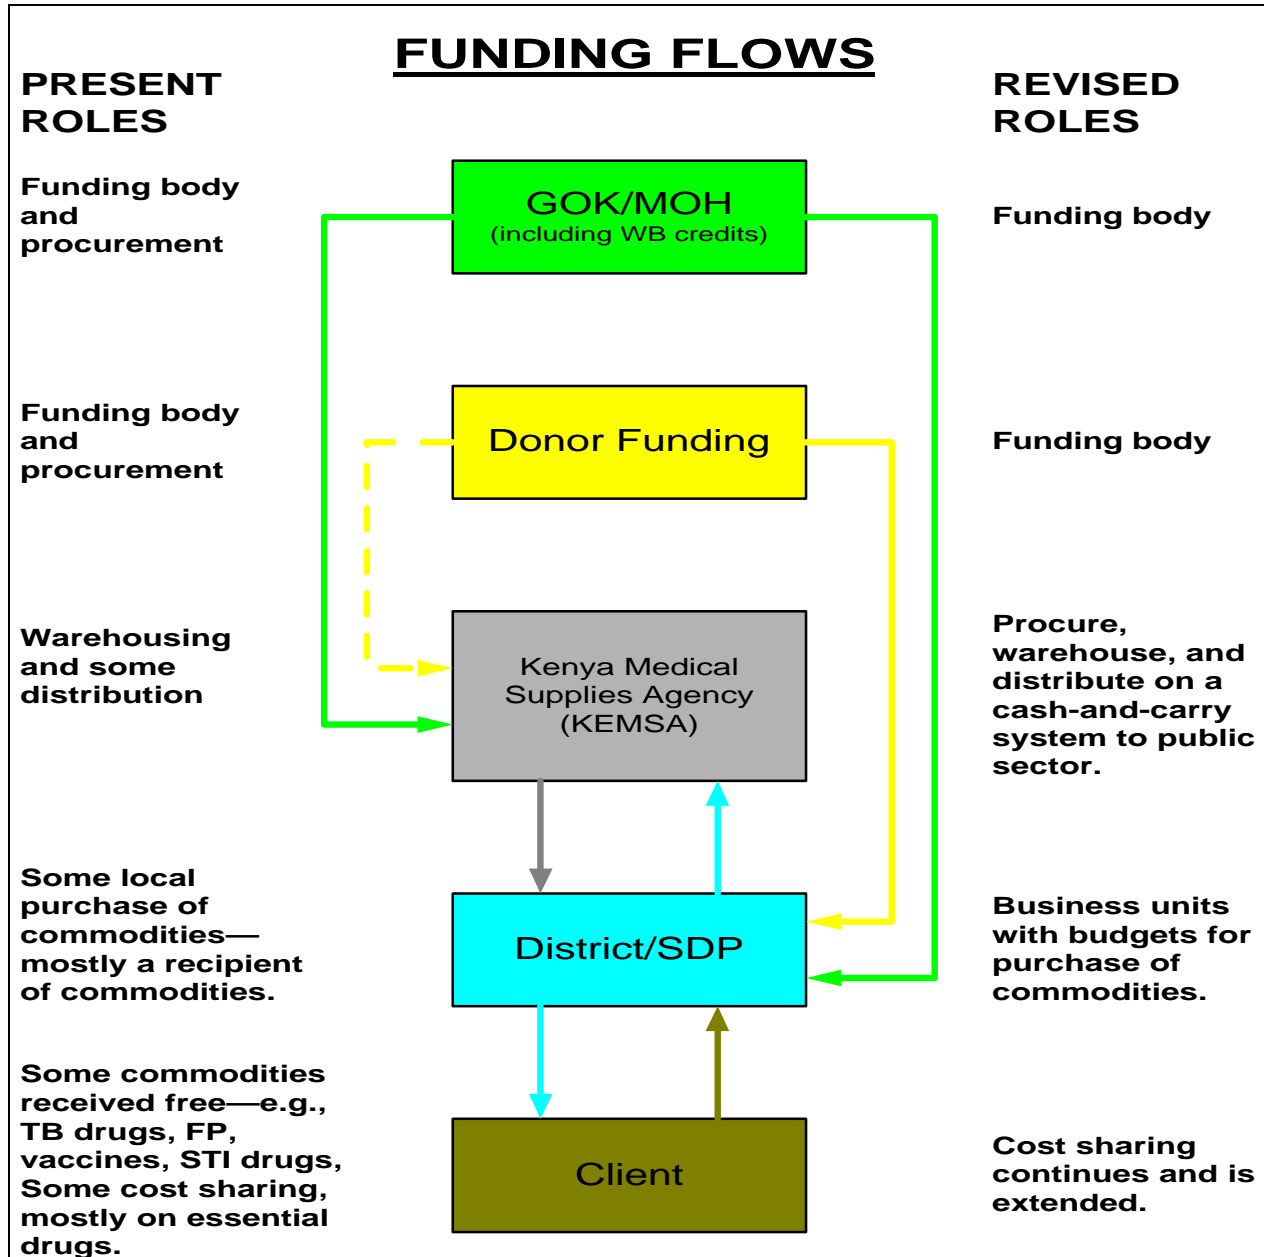 FUNDING FLOWS
PRESENT
ROLES
REVISED
ROLES
Funding body
and
procurement
GOK/MOH
(including WB credits)
Funding body
Funding body
and
procurement
Donor Funding
Funding body
Warehousing
and some
distribution
Kenya Medical
Supplies Agency
(KEMSA)
Procure,
warehouse, and
distribute on a
cash-and-carry
system to public
sector.
Some local
purchase of
commodities—
mostly a recipient
of commodities.
District/SDP
Business units
with budgets for
purchase of
commodities.
Some commodities
received free—e.g.,
TB drugs, FP,
vaccines, STI drugs,
Some cost sharing,
mostly on essential
drugs.
Client
Cost sharing
continues and is
extended.